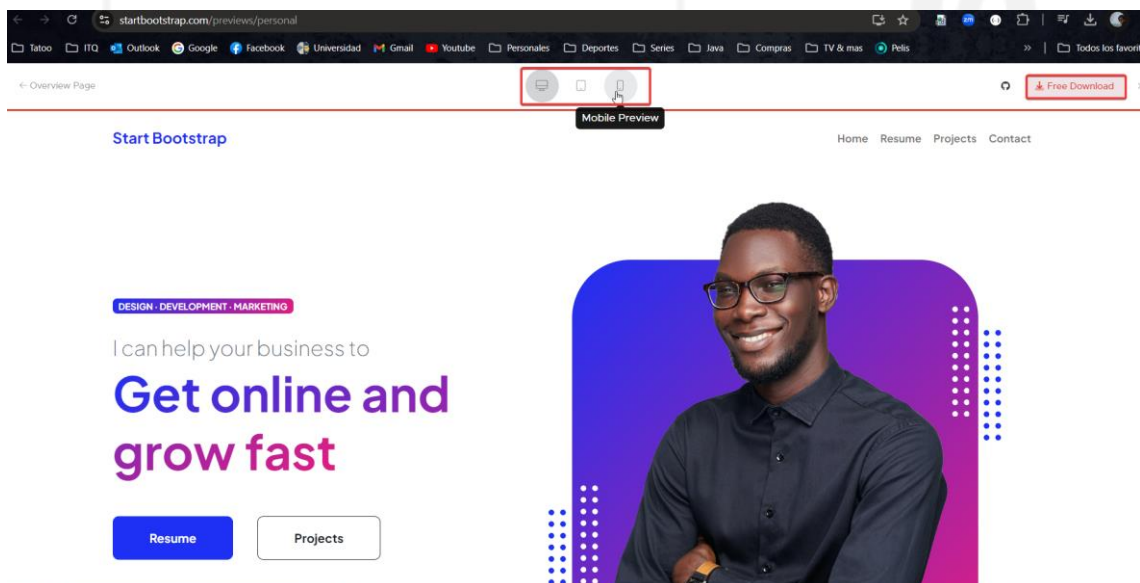 startbootstrap.com/previews/personal
Tatoo ITQ Outlook Google Facebook Universidad Gmail Youtube Personales Deportes Series Java Compras TV & mas Pelis » Todos los favorit
← Overview Page
Free Download
Mobile Preview
Start Bootstrap
Home Resume Projects Contact
DESIGN · DEVELOPMENT · MARKETING
I can help your business to
Get online and
grow fast
Resume Projects